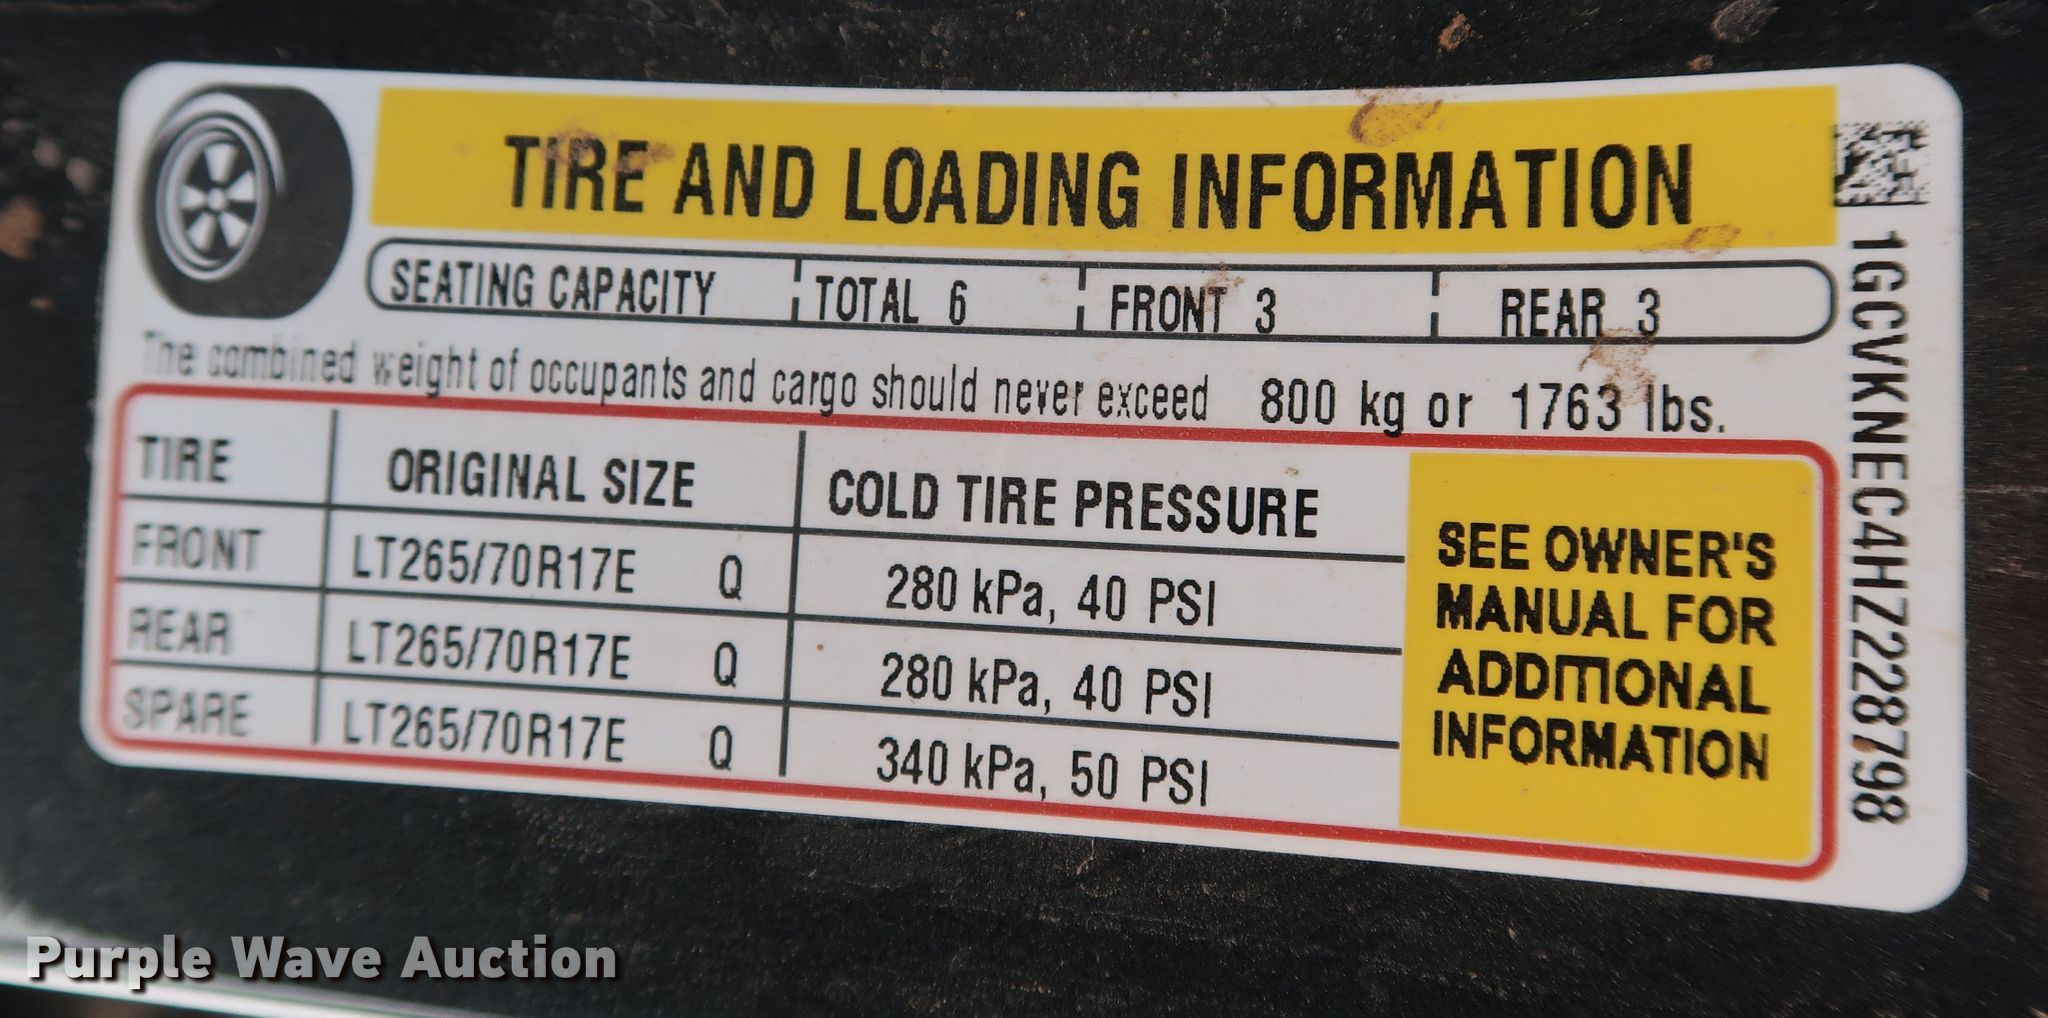 TIRE AND LOADING INFORMATION
SEATING CAPACITY TOTAL 6 FRONT 3 REAR 3
The combined weight of occupants and cargo should never exceed 800 kg or 1763 lbs.
TIRE ORIGINAL SIZE COLD TIRE PRESSURE
FRONT LT265/70R17E Q 280 kPa, 40 PSI
REAR LT265/70R17E Q 280 kPa, 40 PSI
SPARE LT265/70R17E Q 340 kPa, 50 PSI
SEE OWNER'S
MANUAL FOR
ADDITIONAL
INFORMATION
1GCVKNEC4HZ228798
Purple Wave Auction